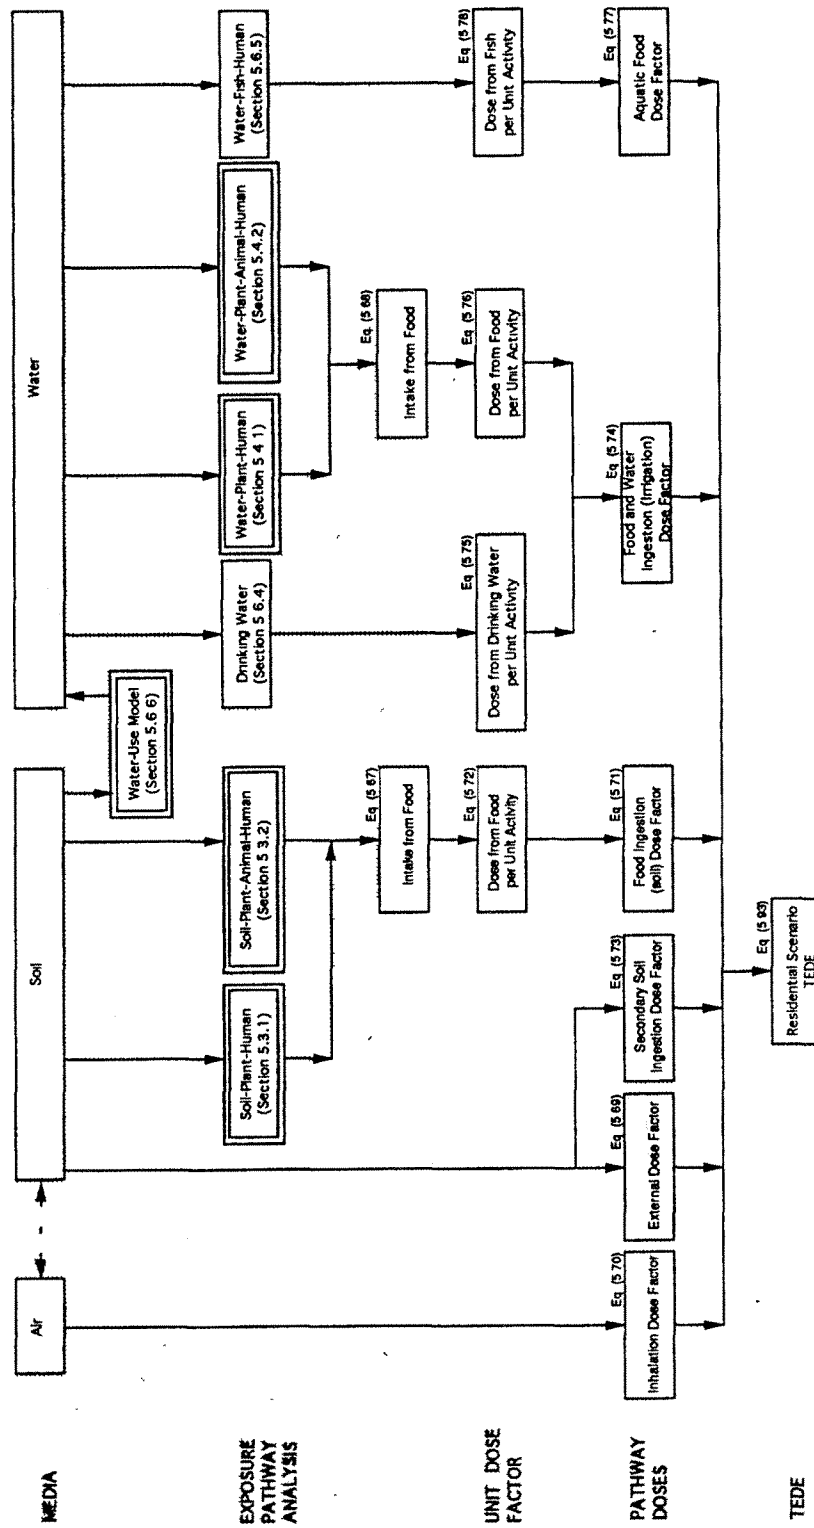 MEDIA
Air
Soil
Water
Water-Use Model
(Section 5.6 6)
EXPOSURE
PATHWAY
ANALYSIS
Soil-Plant-Human
(Section 5.3.1)
Soil-Plant-Animal-Human
(Section 5 3.2)
Drinking Water
(Section 5 6.4)
Water-Plant-Human
(Section 5 4 1)
Water-Plant-Animal-Human
(Section 5.4.2)
Water-Fish-Human
(Section 5.6.5)
Eq (5 67)
Intake from Food
Eq. (5 68)
Intake from Food
UNIT DOSE
FACTOR
Eq (5 72)
Dose from Food
per Unit Activity
Eq (5 75)
Dose from Drinking Water
per Unit Activity
Eq (5 76)
Dose from Food
per Unit Activity
Eq (5 78)
Dose from Fish
per Unit Activity
PATHWAY
DOSES
Eq (5 70)
Inhalation Dose Factor
Eq (5 69)
External Dose Factor
Eq (5 73)
Secondary Soil
Ingestion Dose Factor
Eq (5 71)
Food Ingestion
(soil) Dose Factor
Eq (5 74)
Food and Water
Ingestion (Irrigation)
Dose Factor
Eq (5 77)
Aquatic Food
Dose Factor
TEDE
Eq (5 93)
Residential Scenario
TEDE